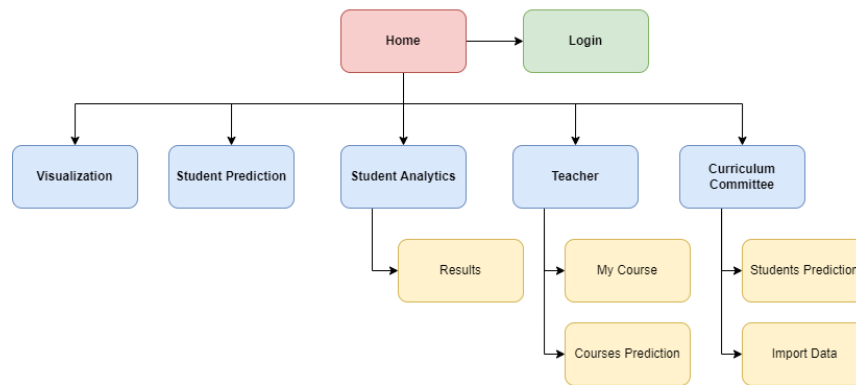 Home
Login
Visualization
Student Prediction
Student Analytics
Teacher
Curriculum
Committee
Results
My Course
Students Prediction
Courses Prediction
Import Data